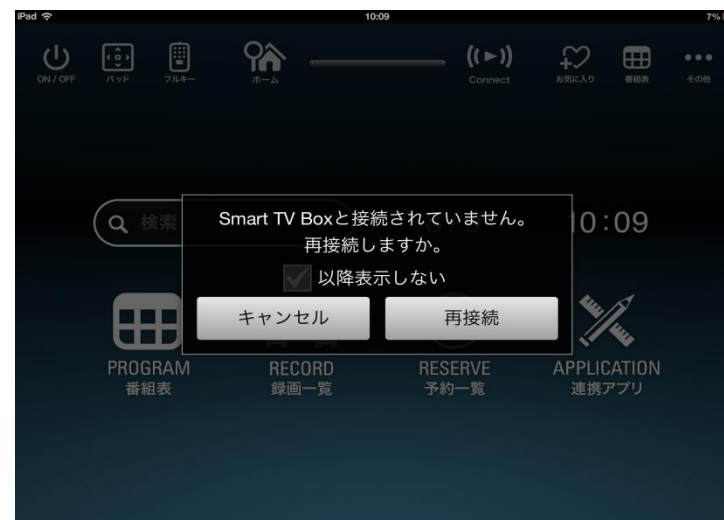 iPad
10:09
7%
ON / OFF
パッド
フルキー
ホーム
Connect
お気に入り
番組表
その他
検索
10:09
Smart TV Boxと接続されていません。
再接続しますか。
以降表示しない
キャンセル
再接続
PROGRAM
番組表
RECORD
録画一覧
RESERVE
予約一覧
APPLICATION
連携アプリ